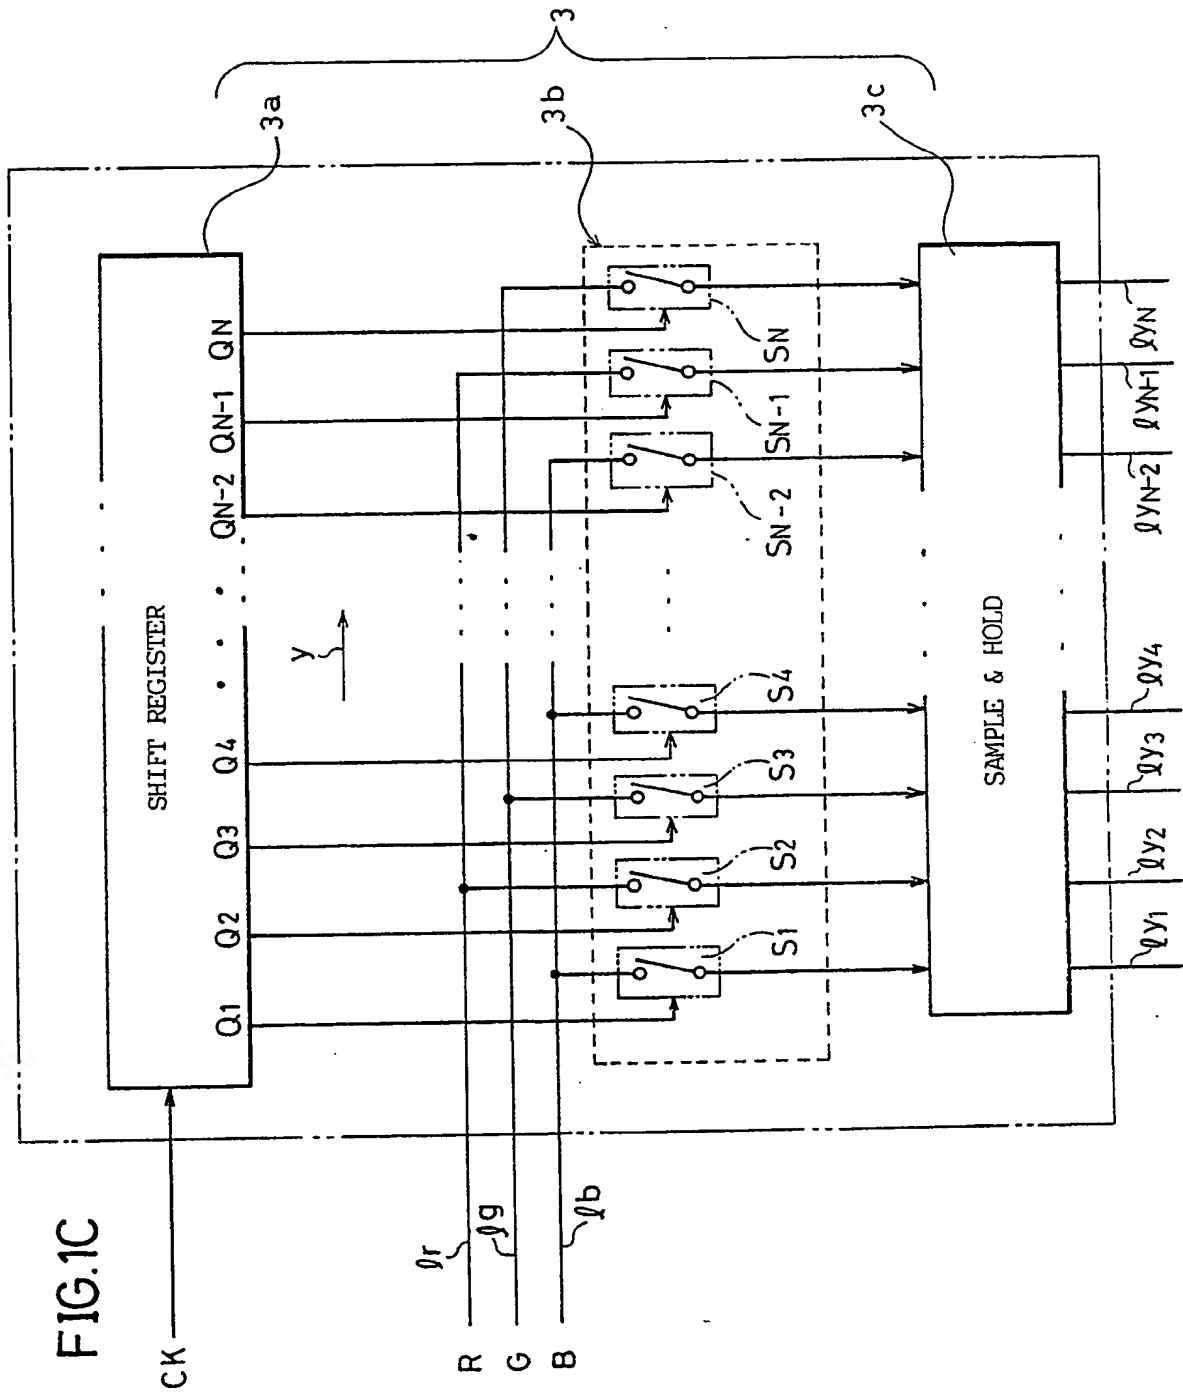 FIG.1C
3
3a
3b
3c
CK
SHIFT REGISTER
Q1 Q2 Q3 Q4 QN-2 QN-1 QN
y
R
G
B
ℓr
ℓg
ℓb
S1 S2 S3 S4 SN-2 SN-1 SN
SAMPLE & HOLD
ℓy1 ℓy2 ℓy3 ℓy4 ℓyN-2 ℓyN-1 ℓyN